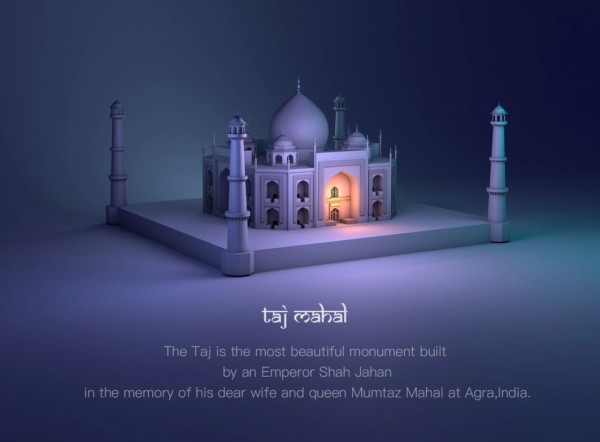 taj mahal
The Taj is the most beautiful monument built
by an Emperor Shah Jahan
in the memory of his dear wife and queen Mumtaz Mahal at Agra,India.